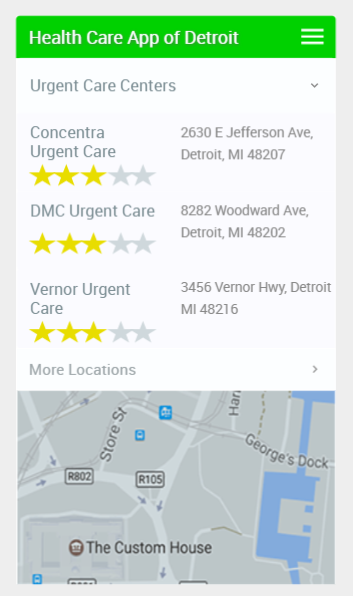 Health Care App of Detroit
Urgent Care Centers
Concentra
Urgent Care
2630 E Jefferson Ave,
Detroit, MI 48207
DMC Urgent Care
8282 Woodward Ave,
Detroit, MI 48202
Vernor Urgent
Care
3456 Vernor Hwy, Detroit
MI 48216
More Locations
Store St
Harı
George's Dock
R802
R105
The Custom House